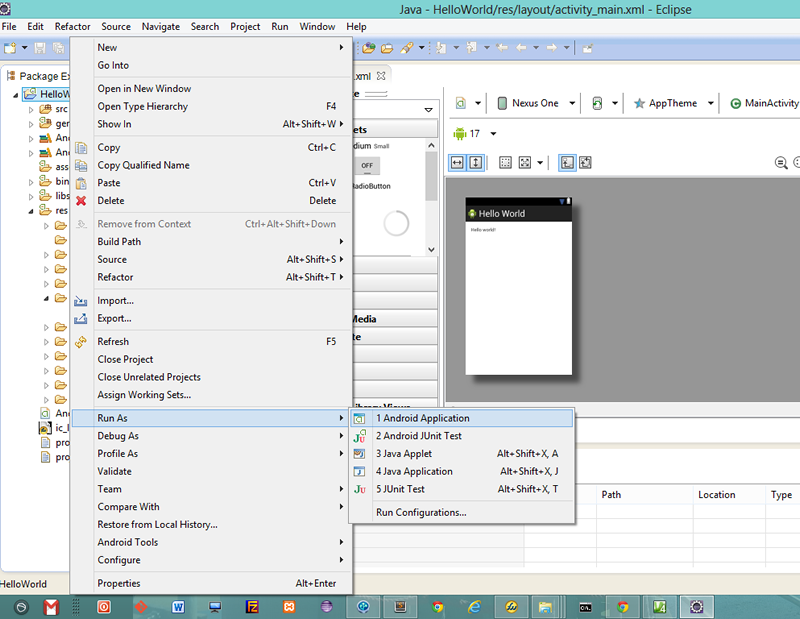 Java - HelloWorld/res/layout/activity_main.xml - Eclipse
File Edit Refactor Source Navigate Search Project Run Window Help
Package Ex
.xml
HelloW
src
gen
And
And
ass
bin
libs
res
And
ic_l
pro
pro
New
Go Into
Open in New Window
Open Type Hierarchy F4
Show In Alt+Shift+W
Copy Ctrl+C
Copy Qualified Name
Paste Ctrl+V
Delete Delete
Remove from Context Ctrl+Alt+Shift+Down
Build Path
Source Alt+Shift+S
Refactor Alt+Shift+T
Import...
Export...
Refresh F5
Close Project
Close Unrelated Projects
Assign Working Sets...
Run As
Debug As
Profile As
Validate
Team
Compare With
Restore from Local History...
Android Tools
Configure
Properties Alt+Enter
1 Android Application
2 Android JUnit Test
3 Java Applet Alt+Shift+X, A
4 Java Application Alt+Shift+X, J
5 JUnit Test Alt+Shift+X, T
Run Configurations...
ets
dium Small
OFF
RadioButton
Media
te
Library Views
Nexus One AppTheme MainActivity
17
Hello World
Hello world!
Path Location Type
HelloWorld